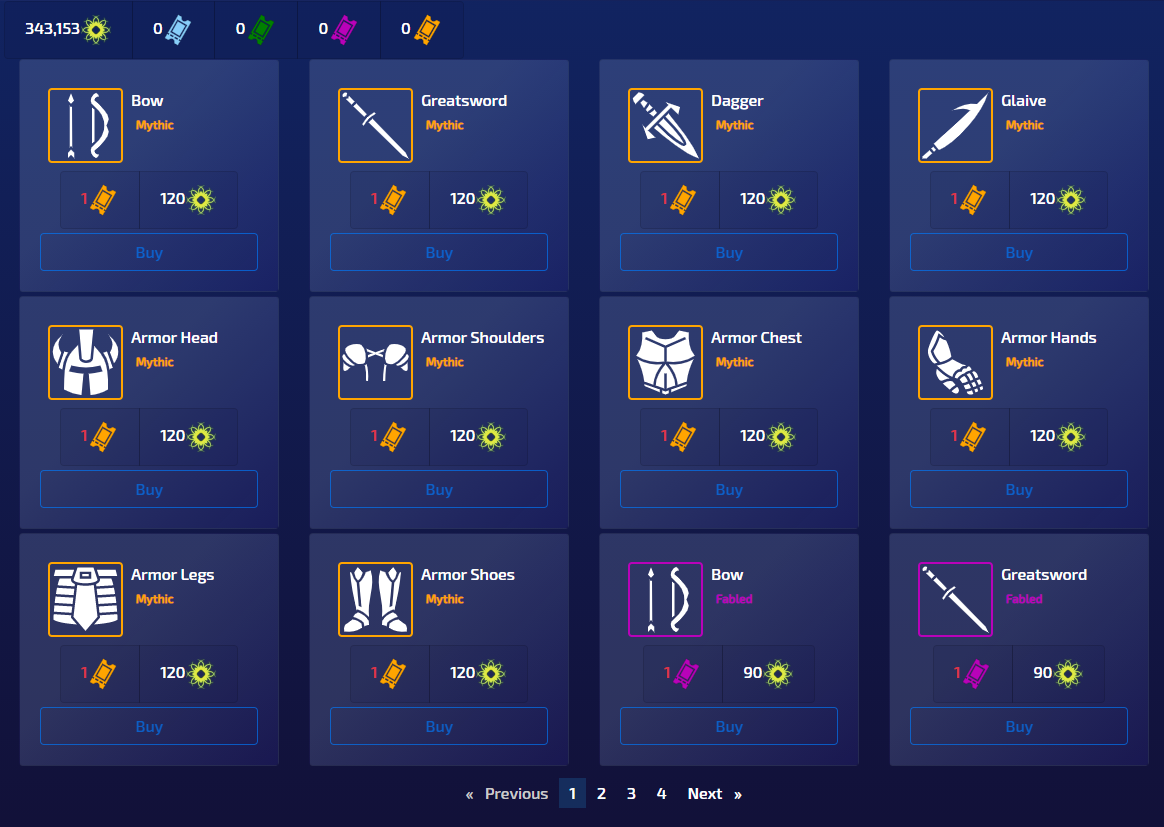 343,153 0 0 0 0
Bow Greatsword Dagger Glaive
Mythic Mythic Mythic Mythic
1 120 1 120 1 120 1 120
Buy Buy Buy Buy
Armor Head Armor Shoulders Armor Chest Armor Hands
Mythic Mythic Mythic Mythic
1 120 1 120 1 120 1 120
Buy Buy Buy Buy
Armor Legs Armor Shoes Bow Greatsword
Mythic Mythic Fabled Fabled
1 120 1 120 1 90 1 90
Buy Buy Buy Buy
« Previous 1 2 3 4 Next »